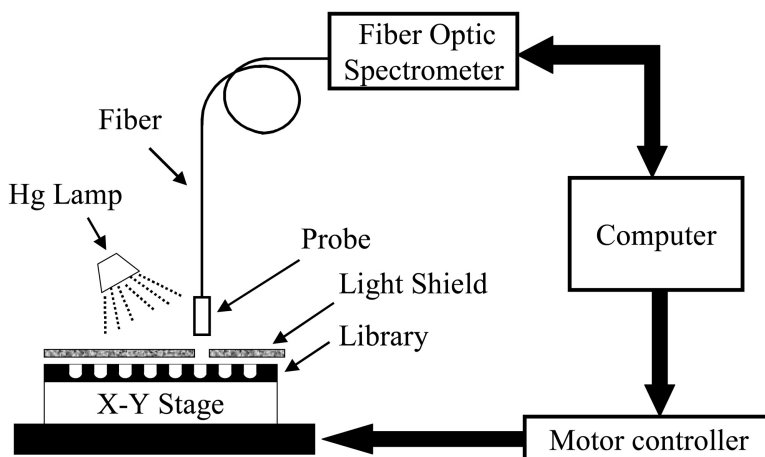 Fiber Optic
Spectrometer
Fiber
Hg Lamp
Probe
Computer
Light Shield
Library
X-Y Stage
Motor controller